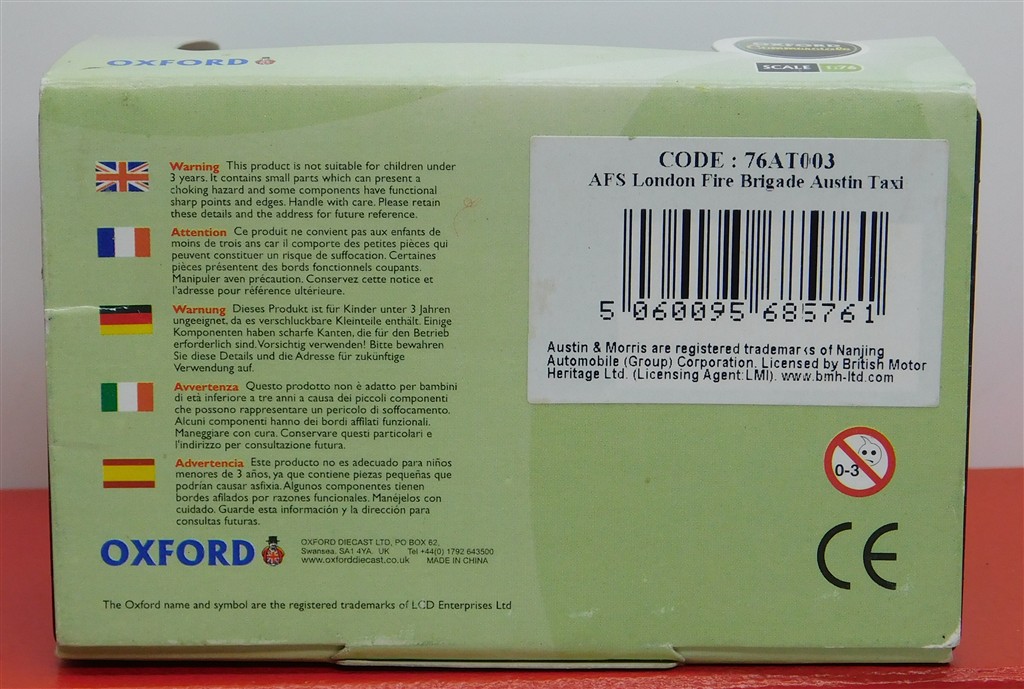 OXFORD
OXFORD
Commercials
SCALE 1:76
Warning This product is not suitable for children under
3 years. It contains small parts which can present a
choking hazard and some components have functional
sharp points and edges. Handle with care. Please retain
these details and the address for future reference.
Attention Ce produit ne convient pas aux enfants de
moins de trois ans car il comporte des petites pièces qui
peuvent constituer un risque de suffocation. Certaines
pièces présentent des bords fonctionnels coupants.
Manipuler aven précaution. Conservez cette notice et
l'adresse pour référence ultérieure.
Warnung Dieses Produkt ist für Kinder unter 3 Jahren
ungeeignet, da es verschluckbare Kleinteile enthält. Einige
Komponenten haben scharfe Kanten, die für den Betrieb
erforderlich sind. Vorsichtig verwenden! Bitte bewahren
Sie diese Details und die Adresse für zukünftige
Verwendung auf.
Avvertenza Questo prodotto non è adatto per bambini
di età inferiore a tre anni a causa dei piccoli componenti
che possono rappresentare un pericolo di soffocamento.
Alcuni componenti hanno dei bordi affilati funzionali.
Maneggiare con cura. Conservare questi particolari e
l'indirizzo per consultazione futura.
Advertencia Este producto no es adecuado para niños
menores de 3 años, ya que contiene piezas pequeñas que
podrían causar asfixia. Algunos componentes tienen
bordes afilados por razones funcionales. Manéjelos con
cuidado. Guarde esta información y la dirección para
consultas futuras.
OXFORD
OXFORD DIECAST LTD, PO BOX 62,
Swansea. SA1 4YA. UK Tel +44(0) 1792 643500
www.oxforddiecast.co.uk MADE IN CHINA
The Oxford name and symbol are the registered trademarks of LCD Enterprises Ltd
CODE : 76AT003
AFS London Fire Brigade Austin Taxi
5 060095 685761
Austin & Morris are registered trademarks of Nanjing
Automobile (Group) Corporation. Licensed by British Motor
Heritage Ltd. (Licensing Agent:LMI). www.bmh-ltd.com
0-3
CE